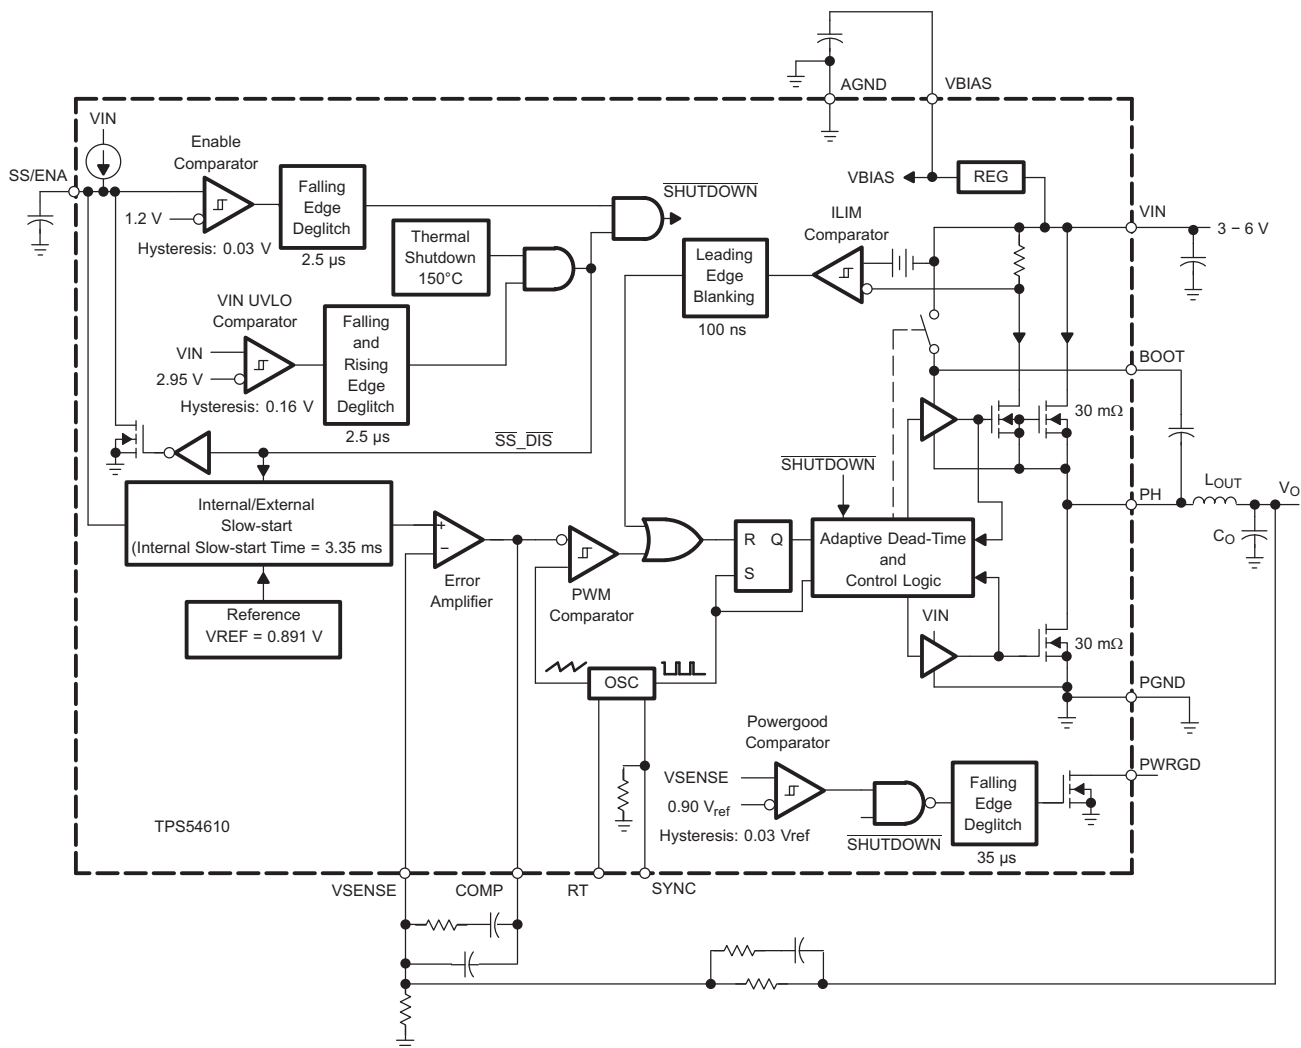 AGND
VBIAS
VIN
Enable
Comparator
SS/ENA
1.2 V
Hysteresis: 0.03 V
Falling
Edge
Deglitch
2.5 µs
SHUTDOWN
Thermal
Shutdown
150°C
VBIAS
REG
ILIM
Comparator
VIN
3 – 6 V
Leading
Edge
Blanking
100 ns
VIN UVLO
Comparator
VIN
2.95 V
Hysteresis: 0.16 V
Falling
and
Rising
Edge
Deglitch
2.5 µs
SS_DIS
BOOT
30 mΩ
SHUTDOWN
PH
LOUT
VO
CO
Internal/External
Slow-start
(Internal Slow-start Time = 3.35 ms
Reference
VREF = 0.891 V
+
–
Error
Amplifier
PWM
Comparator
R Q
S
Adaptive Dead-Time
and
Control Logic
VIN
30 mΩ
OSC
PGND
Powergood
Comparator
VSENSE
0.90 Vref
Hysteresis: 0.03 Vref
SHUTDOWN
Falling
Edge
Deglitch
35 µs
PWRGD
TPS54610
VSENSE
COMP
RT
SYNC